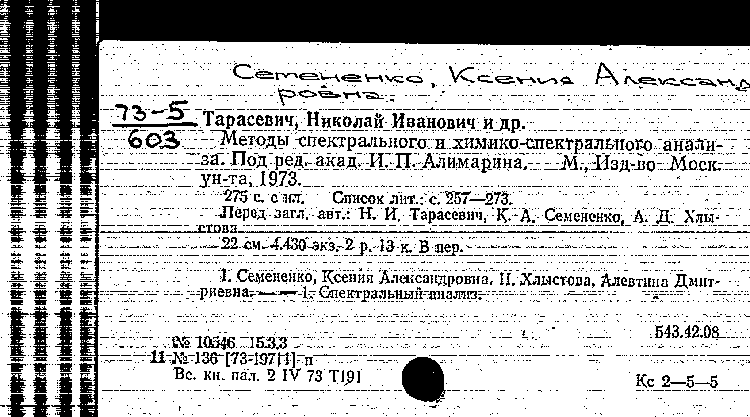 Семененко, Ксения Александ
ровна.
73-5
603
Тарасевич, Николай Иванович и др.
Методы спектрального и химико-спектрального анали-
за. Под ред. акад. И. П. Алимарина. М., Изд-во Моск.
ун-та, 1973.
275 с. с ил. Список лит.: с. 257—273.
Перед загл. авт.: Н. И. Тарасевич, К. А. Семененко, А. Д. Хлы-
стова
22 см. 4.430 экз. 2 р. 13 к. В пер.
I. Семененко, Ксения Александровна. II. Хлыстова, Алевтина Дмит-
риевна. — — 1. Спектральный анализ.
543.42.08
№ 10546 15.3.3
11 № 136 [73-19711] п
Вс. кн. пал. 2 IV 73 Т191
Кс 2—5—5